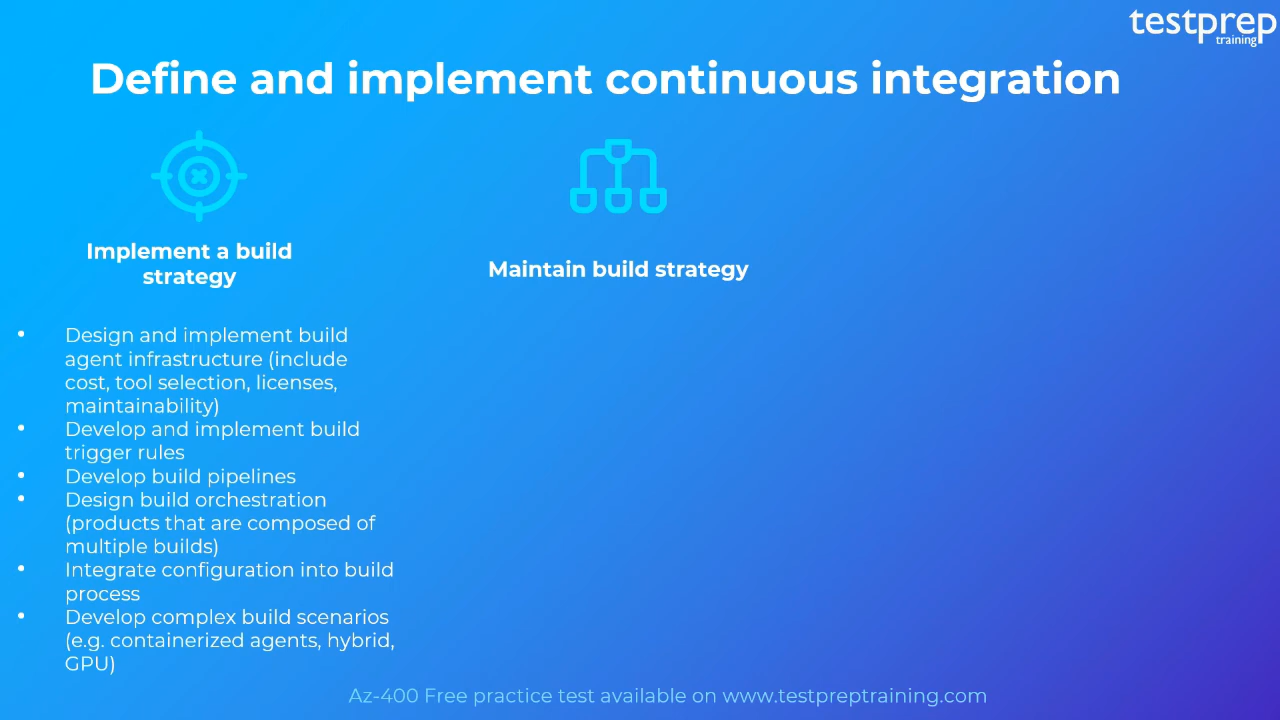 testprep
training
Define and implement continuous integration
Implement a build
strategy
Maintain build strategy
• Design and implement build
agent infrastructure (include
cost, tool selection, licenses,
maintainability)
• Develop and implement build
trigger rules
• Develop build pipelines
• Design build orchestration
(products that are composed of
multiple builds)
• Integrate configuration into build
process
• Develop complex build scenarios
(e.g. containerized agents, hybrid,
GPU)
Az-400 Free practice test available on www.testpreptraining.com